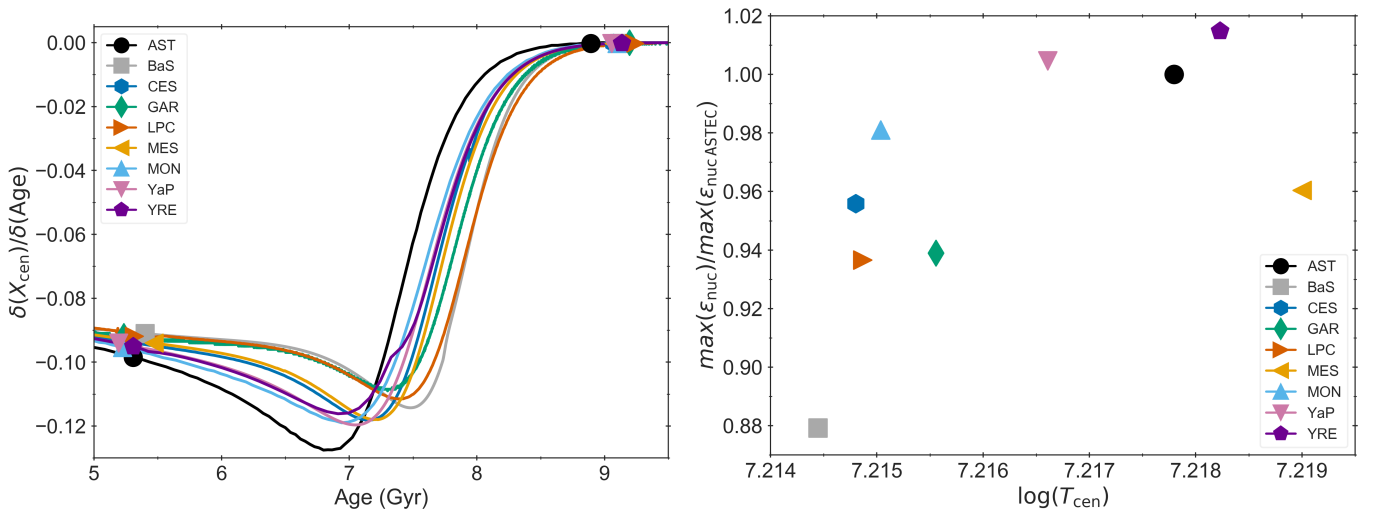 0.00
−0.02
−0.04
−0.06
−0.08
−0.10
−0.12
δ(X_cen)/δ(Age)
5
6
7
8
9
Age (Gyr)
AST
BaS
CES
GAR
LPC
MES
MON
YaP
YRE
1.02
1.00
0.98
0.96
0.94
0.92
0.90
0.88
max(ε_nuc)/max(ε_nuc ASTEC)
7.214
7.215
7.216
7.217
7.218
7.219
log(T_cen)
AST
BaS
CES
GAR
LPC
MES
MON
YaP
YRE